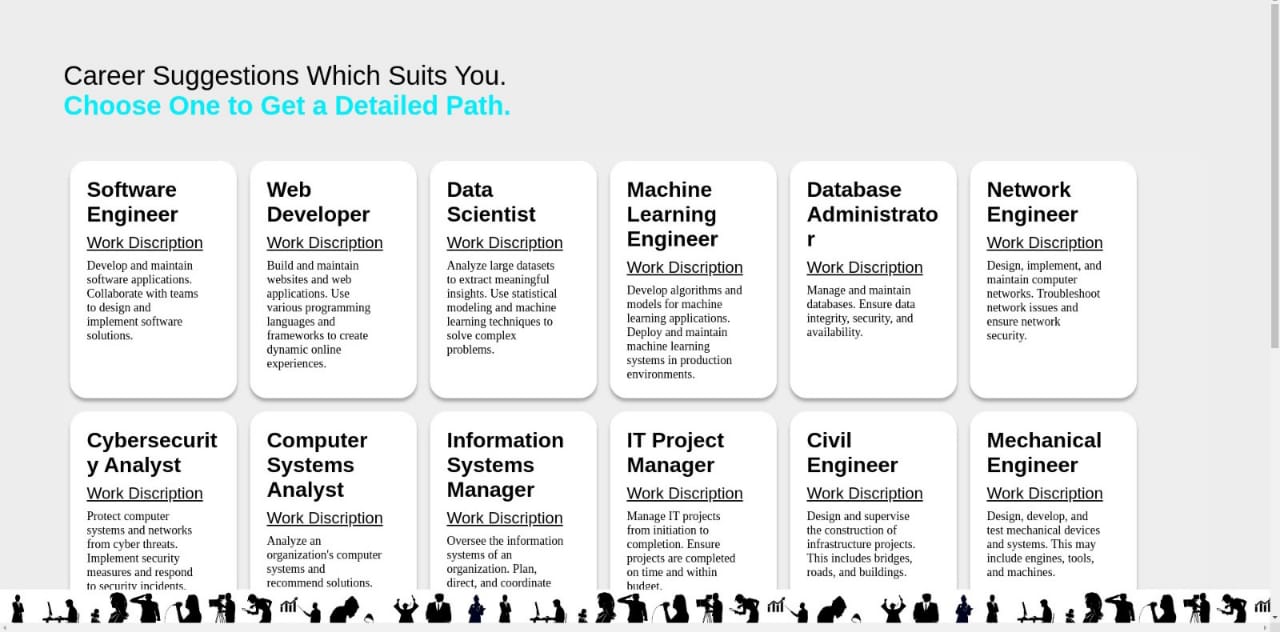 Career Suggestions Which Suits You.
Choose One to Get a Detailed Path.
Software
Engineer
Work Discription
Develop and maintain
software applications.
Collaborate with teams
to design and
implement software
solutions.
Web
Developer
Work Discription
Build and maintain
websites and web
applications. Use
various programming
languages and
frameworks to create
dynamic online
experiences.
Data
Scientist
Work Discription
Analyze large datasets
to extract meaningful
insights. Use statistical
modeling and machine
learning techniques to
solve complex
problems.
Machine
Learning
Engineer
Work Discription
Develop algorithms and
models for machine
learning applications.
Deploy and maintain
machine learning
systems in production
environments.
Database
Administrato
r
Work Discription
Manage and maintain
databases. Ensure data
integrity, security, and
availability.
Network
Engineer
Work Discription
Design, implement, and
maintain computer
networks. Troubleshoot
network issues and
ensure network
security.
Cybersecurit
y Analyst
Work Discription
Protect computer
systems and networks
from cyber threats.
Implement security
measures and respond
to security incidents.
Computer
Systems
Analyst
Work Discription
Analyze an
organization's computer
systems and
recommend solutions.
Information
Systems
Manager
Work Discription
Oversee the information
systems of an
organization. Plan,
direct, and coordinate
IT Project
Manager
Work Discription
Manage IT projects
from initiation to
completion. Ensure
projects are completed
on time and within
budget.
Civil
Engineer
Work Discription
Design and supervise
the construction of
infrastructure projects.
This includes bridges,
roads, and buildings.
Mechanical
Engineer
Work Discription
Design, develop, and
test mechanical devices
and systems. This may
include engines, tools,
and machines.